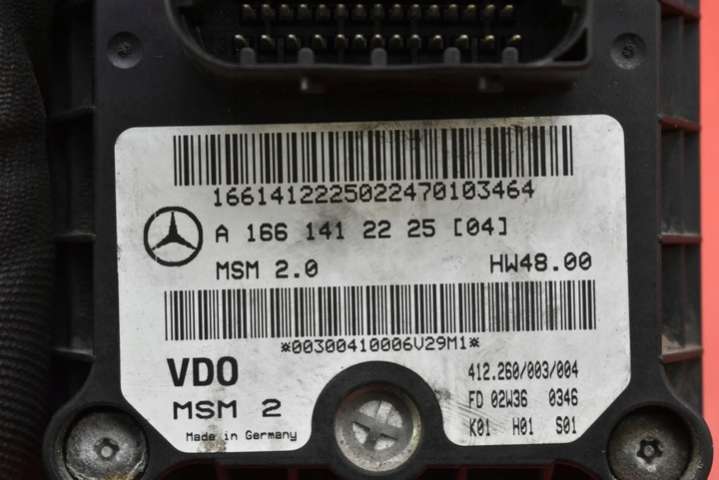 1661412225022470103464
A 166 141 22 25 [04]
MSM 2.0 HW48.00
*00300410006V29M1*
VDO 412.260/003/004
MSM 2 FD 02W36 0346
Made in Germany K01 H01 S01